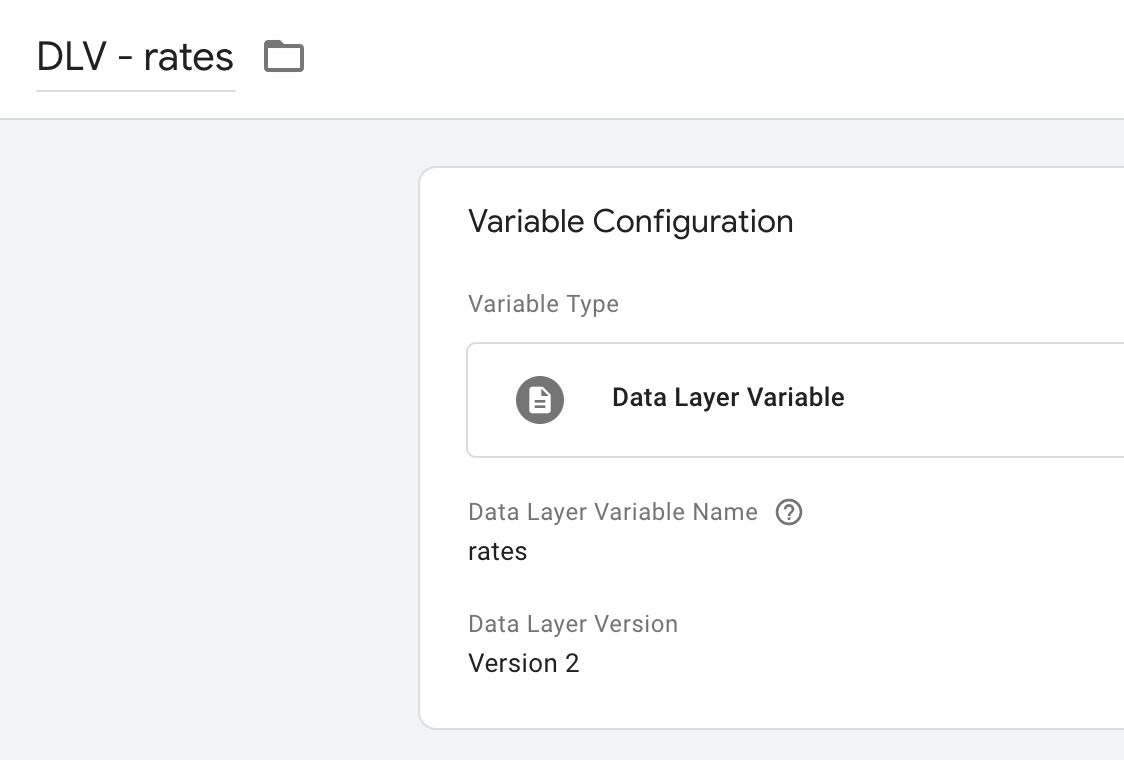 DLV - rates
Variable Configuration
Variable Type
Data Layer Variable
Data Layer Variable Name
rates
Data Layer Version
Version 2